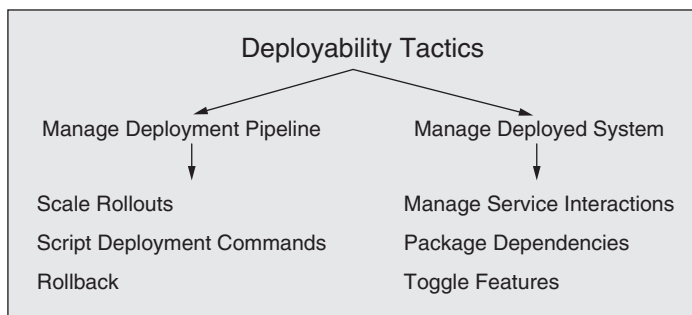 Deployability Tactics
Manage Deployment Pipeline
Scale Rollouts
Script Deployment Commands
Rollback
Manage Deployed System
Manage Service Interactions
Package Dependencies
Toggle Features